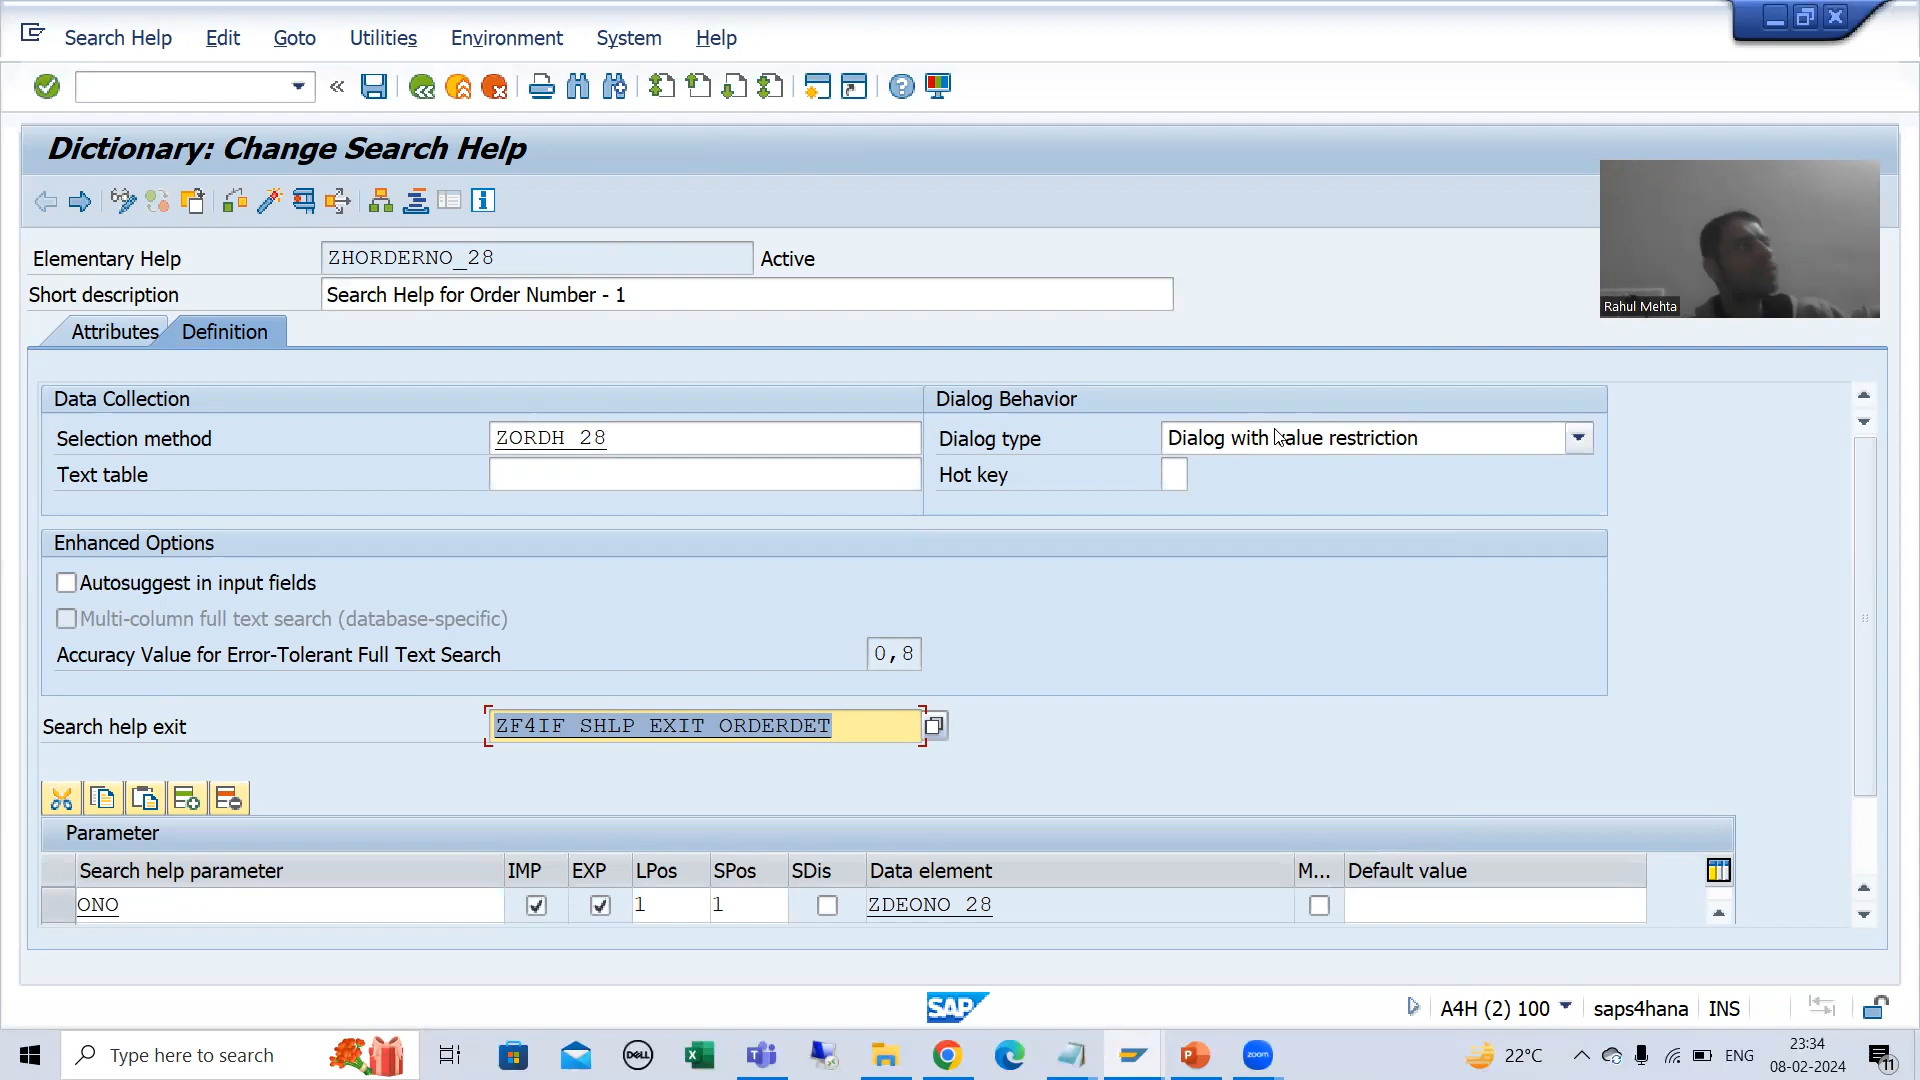 Search Help Edit Goto Utilities Environment System Help
Dictionary: Change Search Help
Elementary Help ZHORDERNO_28 Active
Short description Search Help for Order Number - 1
Rahul Mehta
Attributes Definition
Data Collection Dialog Behavior
Selection method ZORDH_28 Dialog type Dialog with value restriction
Text table Hot key
Enhanced Options
Autosuggest in input fields
Multi-column full text search (database-specific)
Accuracy Value for Error-Tolerant Full Text Search 0,8
Search help exit ZF4IF_SHLP_EXIT_ORDERDET
Parameter
Search help parameter IMP EXP LPos SPos SDis Data element M... Default value
ONO 1 1 ZDEONO_28
SAP A4H (2) 100 saps4hana INS
Type here to search DELL zoom 22°C ENG 23:34
08-02-2024 11